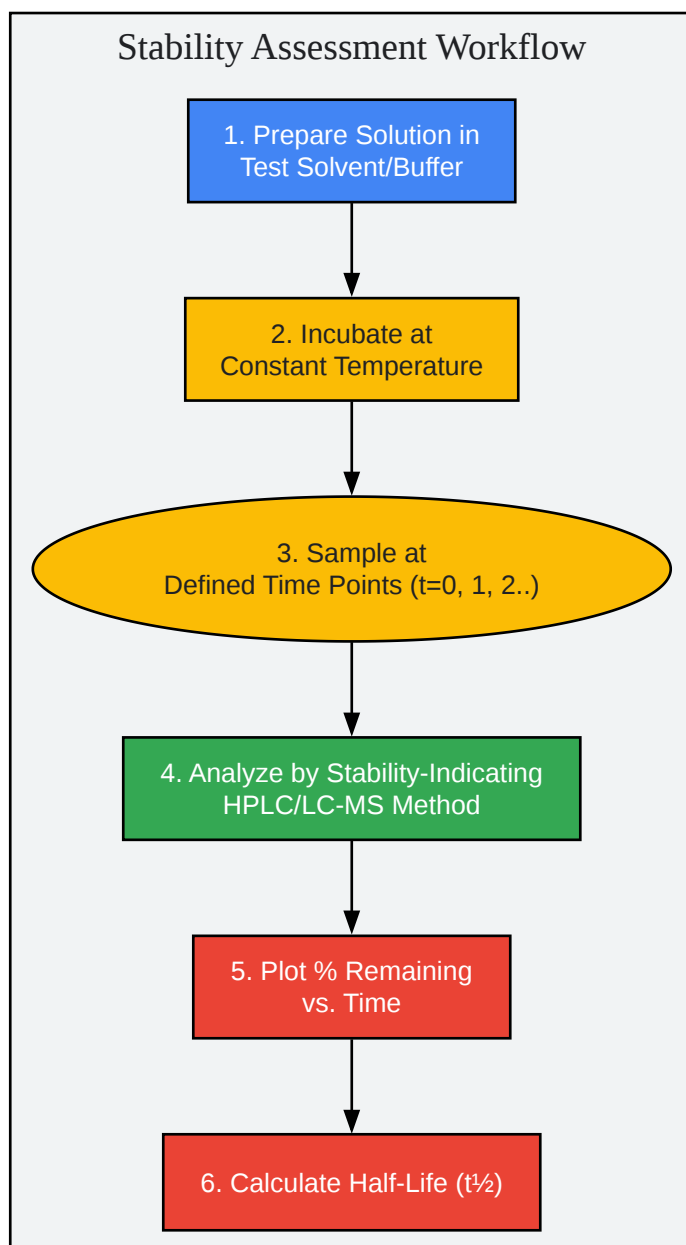 Stability Assessment Workflow
1. Prepare Solution in
Test Solvent/Buffer
2. Incubate at
Constant Temperature
3. Sample at
Defined Time Points (t=0, 1, 2..)
4. Analyze by Stability-Indicating
HPLC/LC-MS Method
5. Plot % Remaining
vs. Time
6. Calculate Half-Life (t½)